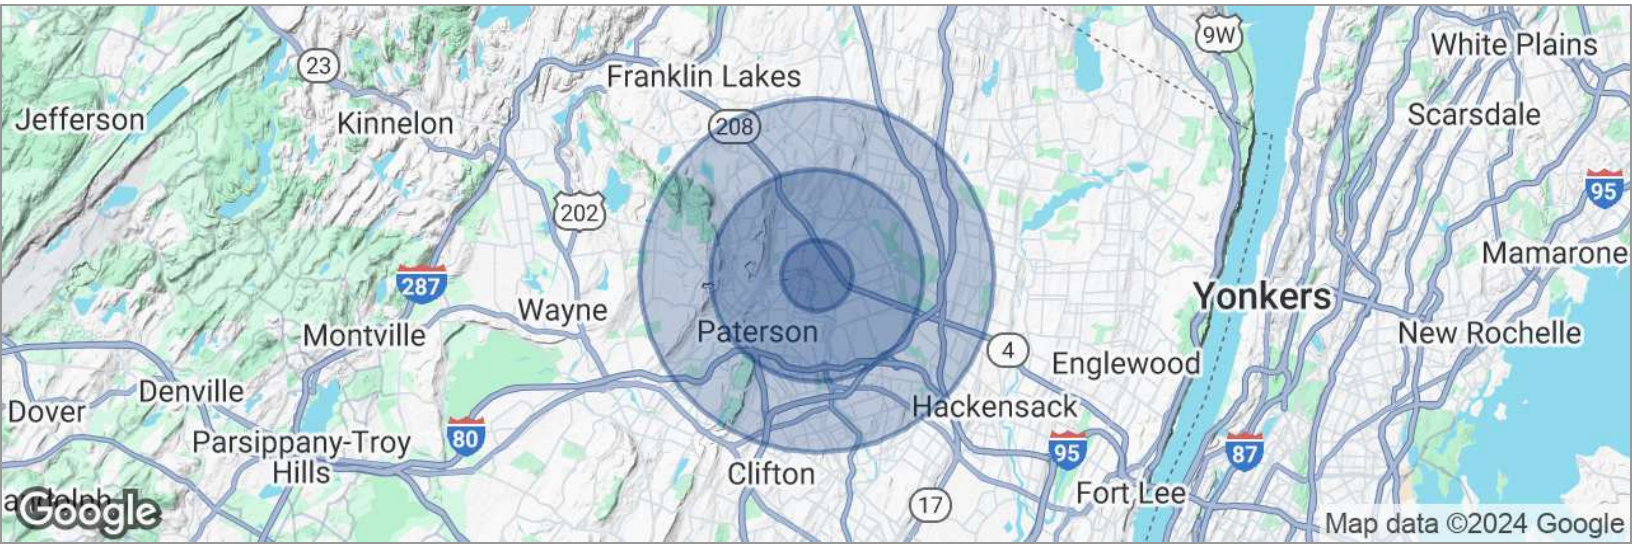 9W
White Plains
23
Franklin Lakes
Jefferson
Kinnelon
208
Scarsdale
95
202
Mamarone
287
Wayne
Yonkers
Montville
Paterson
New Rochelle
4
Englewood
Denville
Dover
Hackensack
Parsippany-Troy
Hills
80
95
87
Clifton
Fort Lee
17
Google
Map data ©2024 Google